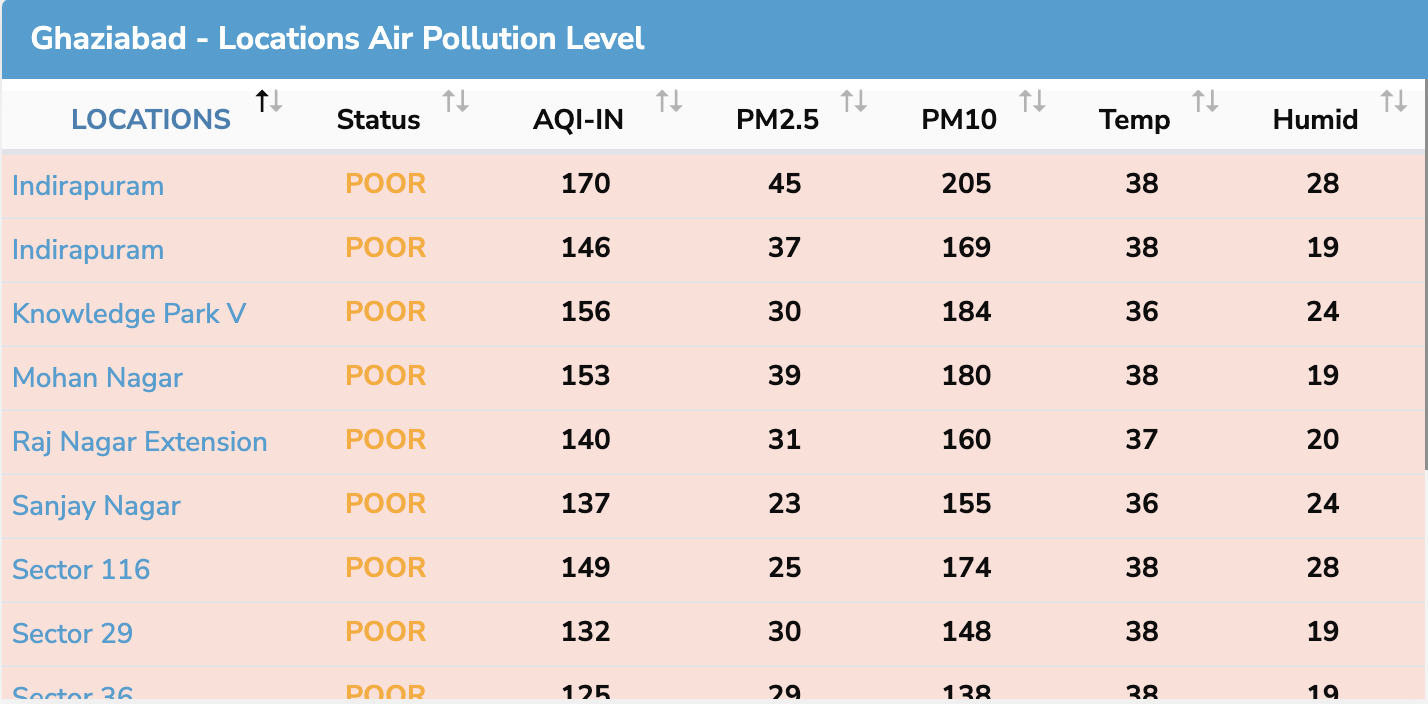 Ghaziabad - Locations Air Pollution Level
LOCATIONS Status AQI-IN PM2.5 PM10 Temp Humid
Indirapuram POOR 170 45 205 38 28
Indirapuram POOR 146 37 169 38 19
Knowledge Park V POOR 156 30 184 36 24
Mohan Nagar POOR 153 39 180 38 19
Raj Nagar Extension POOR 140 31 160 37 20
Sanjay Nagar POOR 137 23 155 36 24
Sector 116 POOR 149 25 174 38 28
Sector 29 POOR 132 30 148 38 19
Sector 36 POOR 125 29 138 38 19